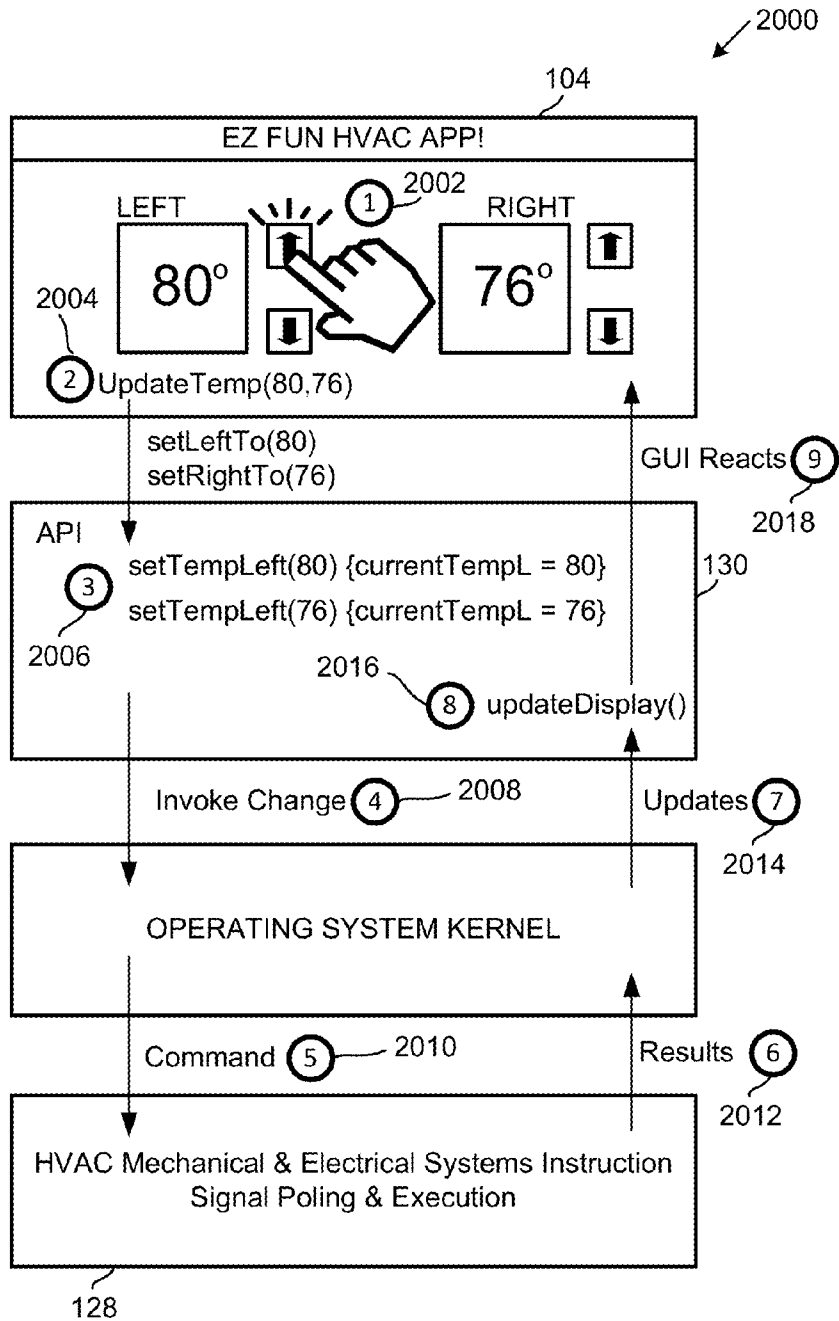 2000
104
EZ FUN HVAC APP!
1 2002
LEFT RIGHT
80° 76°
2004
2 UpdateTemp(80,76)
setLeftTo(80)
setRightTo(76)
GUI Reacts 9
2018
API
130
3 setTempLeft(80) {currentTempL = 80}
setTempLeft(76) {currentTempL = 76}
2006
2016
8 updateDisplay()
Invoke Change 4 2008
Updates 7
2014
OPERATING SYSTEM KERNEL
Command 5 2010
Results 6
2012
HVAC Mechanical & Electrical Systems Instruction
Signal Poling & Execution
128